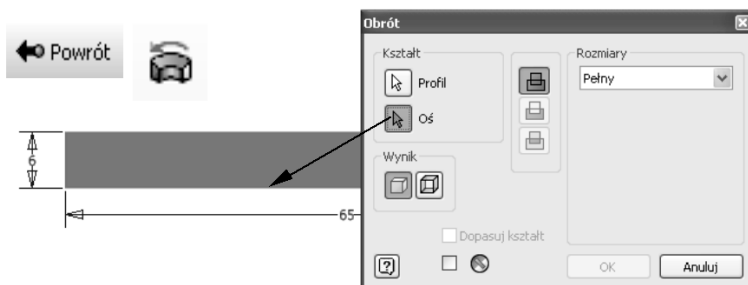 Powrót
6
65
Obrót
Kształt
Profil
Oś
Wynik
Rozmiary
Pełny
Dopasuj kształt
?
OK
Anuluj